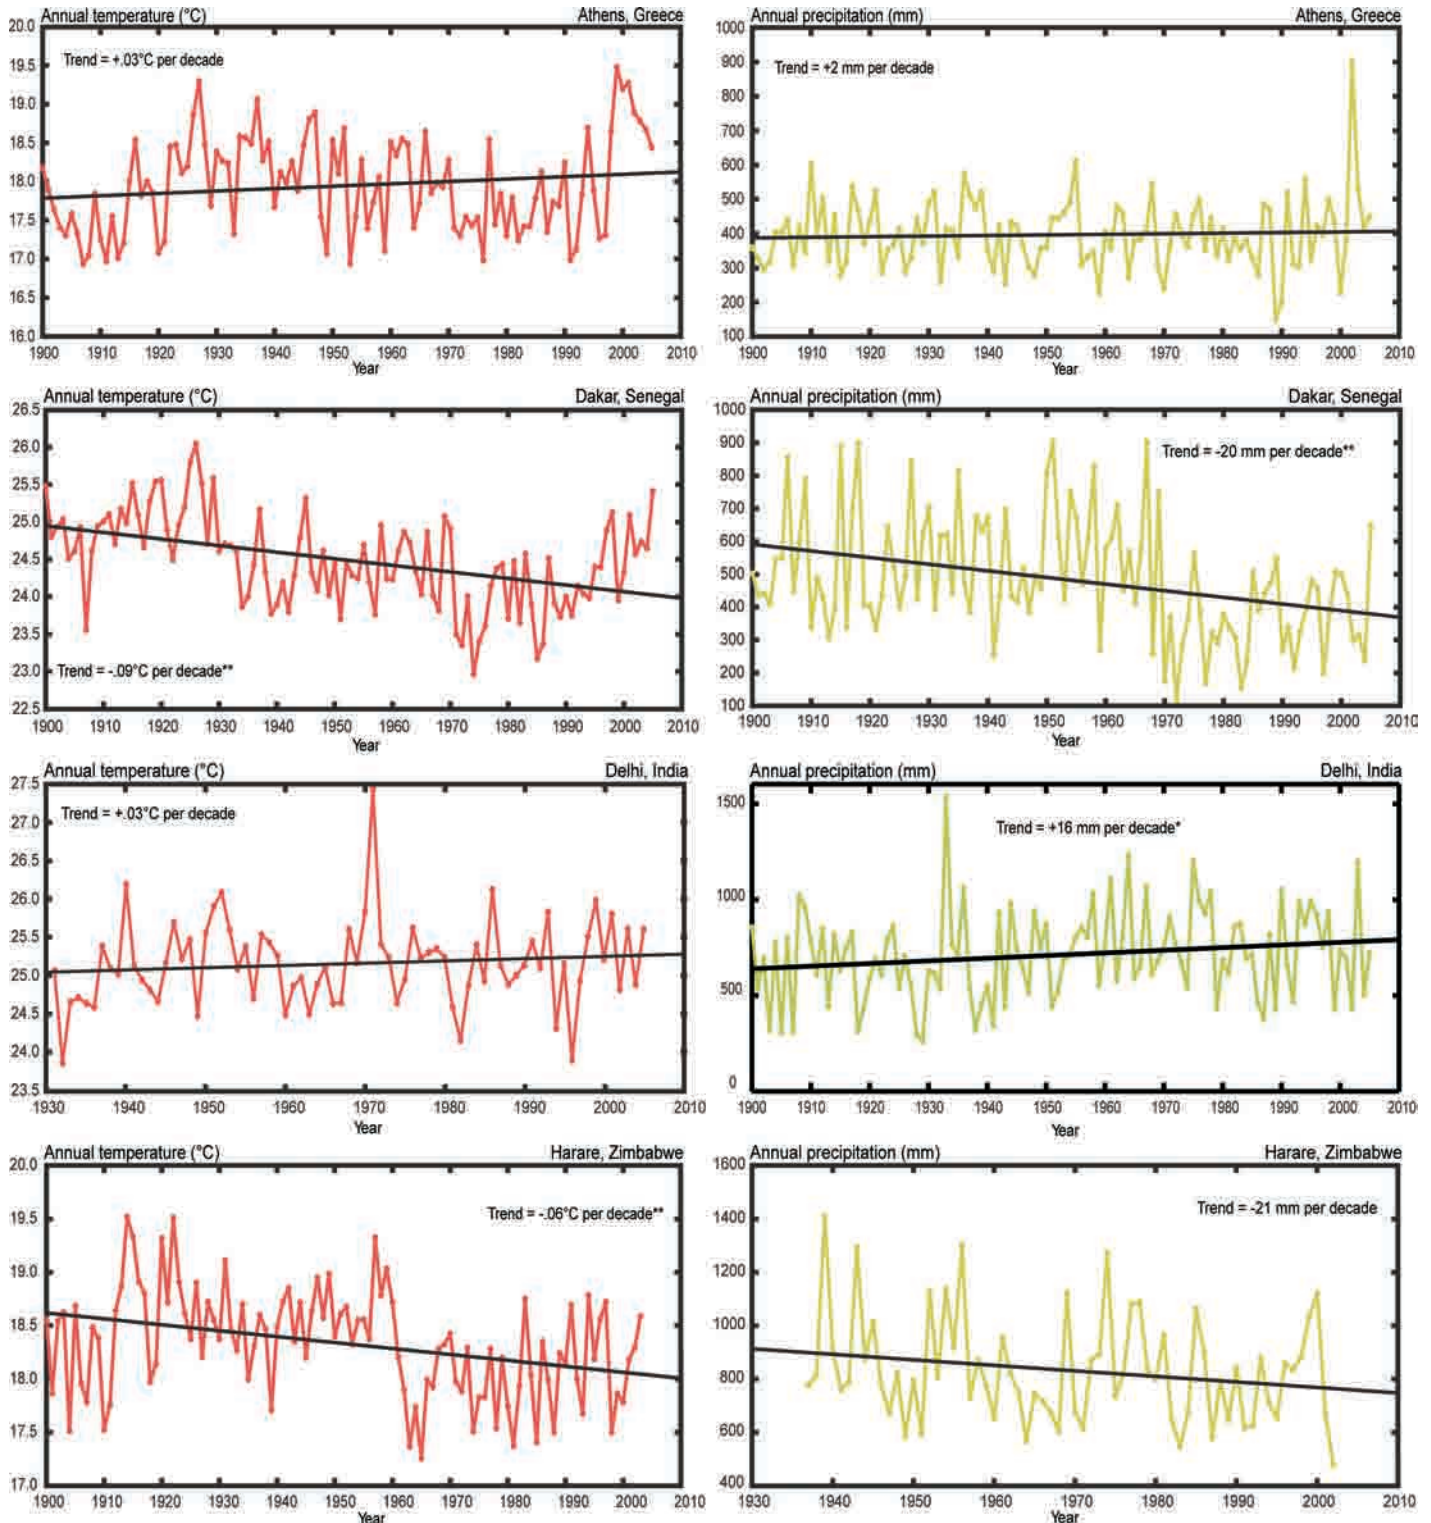 Annual temperature (°C) Athens, Greece
20.0
19.5
19.0
18.5
18.0
17.5
17.0
16.5
16.0
Trend = +.03°C per decade
1900 1910 1920 1930 1940 1950 1960 1970 1980 1990 2000 2010
Year
Annual precipitation (mm) Athens, Greece
1000
900
800
700
600
500
400
300
200
100
Trend = +2 mm per decade
1900 1910 1920 1930 1940 1950 1960 1970 1980 1990 2000 2010
Year
Annual temperature (°C) Dakar, Senegal
26.5
26.0
25.5
25.0
24.5
24.0
23.5
23.0
22.5
Trend = -.09°C per decade**
1900 1910 1920 1930 1940 1950 1960 1970 1980 1990 2000 2010
Year
Annual precipitation (mm) Dakar, Senegal
1000
900
800
700
600
500
400
300
200
100
Trend = -20 mm per decade**
1900 1910 1920 1930 1940 1950 1960 1970 1980 1990 2000 2010
Year
Annual temperature (°C) Delhi, India
27.5
27.0
26.5
26.0
25.5
25.0
24.5
24.0
23.5
Trend = +.03°C per decade
1930 1940 1950 1960 1970 1980 1990 2000 2010
Year
Annual precipitation (mm) Delhi, India
1500
1000
500
0
Trend = +16 mm per decade*
1900 1910 1920 1930 1940 1950 1960 1970 1980 1990 2000 2010
Year
Annual temperature (°C) Harare, Zimbabwe
20.0
19.5
19.0
18.5
18.0
17.5
17.0
Trend = -.06°C per decade**
1900 1910 1920 1930 1940 1950 1960 1970 1980 1990 2000 2010
Year
Annual precipitation (mm) Harare, Zimbabwe
1600
1400
1200
1000
800
600
400
Trend = -21 mm per decade
1930 1940 1950 1960 1970 1980 1990 2000 2010
Year